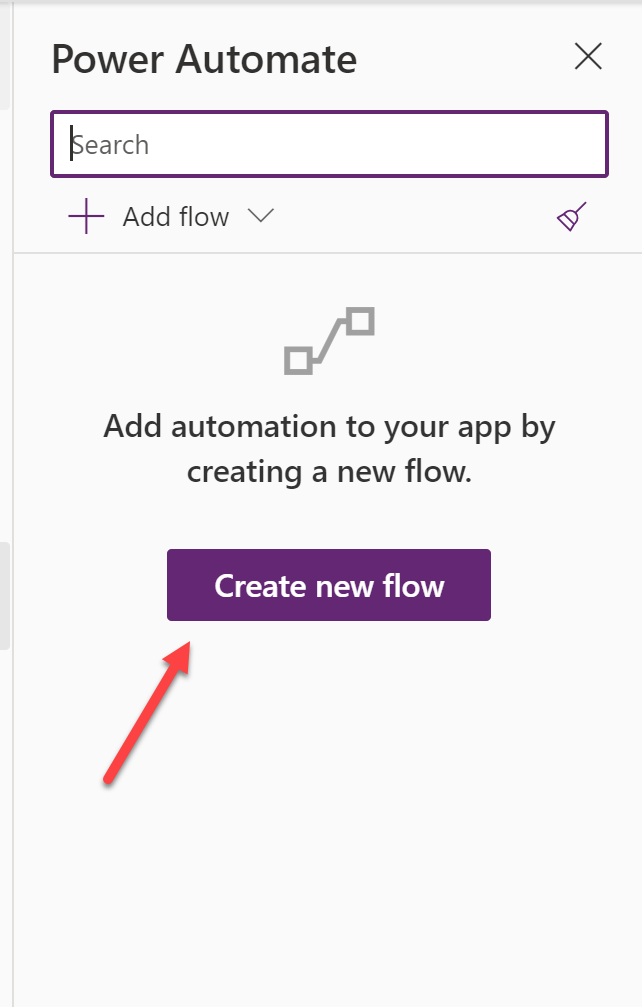 Power Automate
Search
Add flow
Add automation to your app by
creating a new flow.
Create new flow